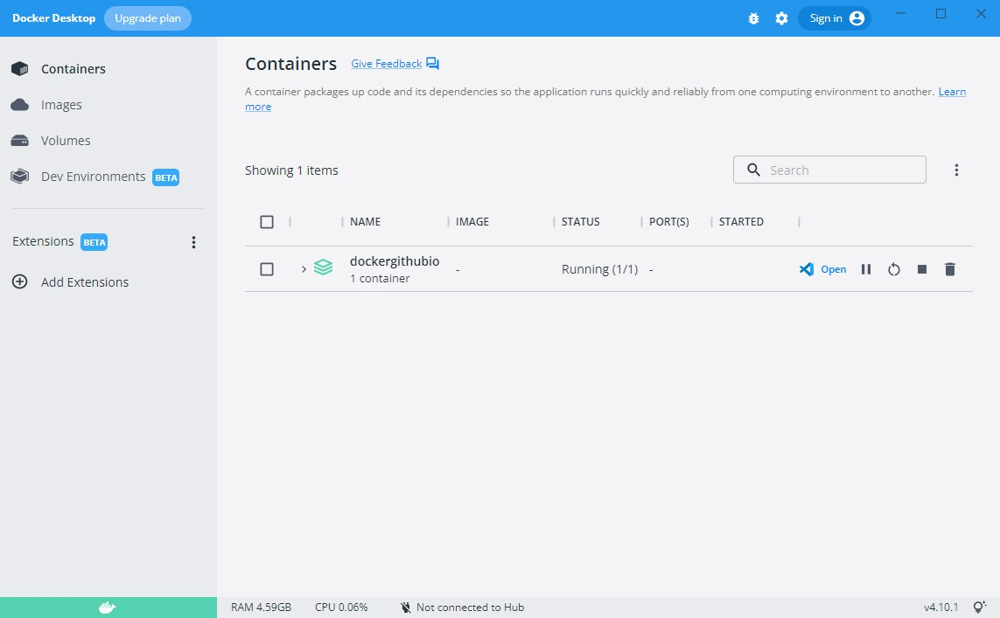 Docker Desktop Upgrade plan Sign in
Containers
Images
Volumes
Dev Environments BETA
Extensions BETA
Add Extensions
Containers Give Feedback
A container packages up code and its dependencies so the application runs quickly and reliably from one computing environment to another. Learn
more
Showing 1 items Search
NAME IMAGE STATUS PORT(S) STARTED
dockergithubio - Running (1/1) - Open
1 container
RAM 4.59GB CPU 0.06% Not connected to Hub v4.10.1